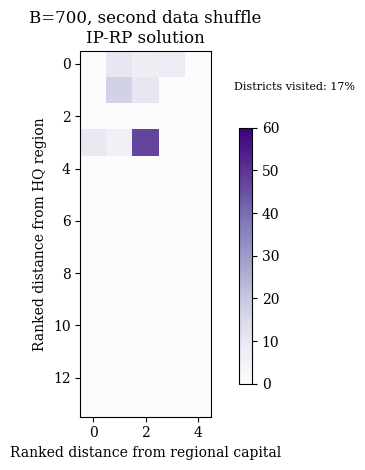 B=700, second data shuffle
IP-RP solution
Districts visited: 17%
Ranked distance from HQ region
0
2
4
6
8
10
12
0 2 4
Ranked distance from regional capital
60
50
40
30
20
10
0